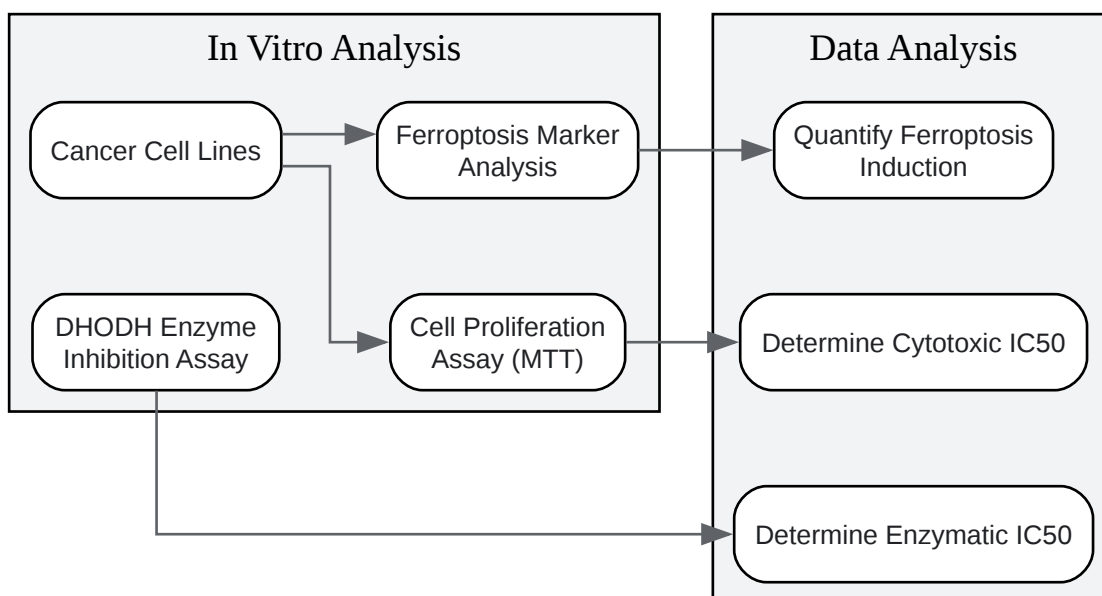 In Vitro Analysis
Cancer Cell Lines
Ferroptosis Marker
Analysis
DHODH Enzyme
Inhibition Assay
Cell Proliferation
Assay (MTT)
Data Analysis
Quantify Ferroptosis
Induction
Determine Cytotoxic IC50
Determine Enzymatic IC50